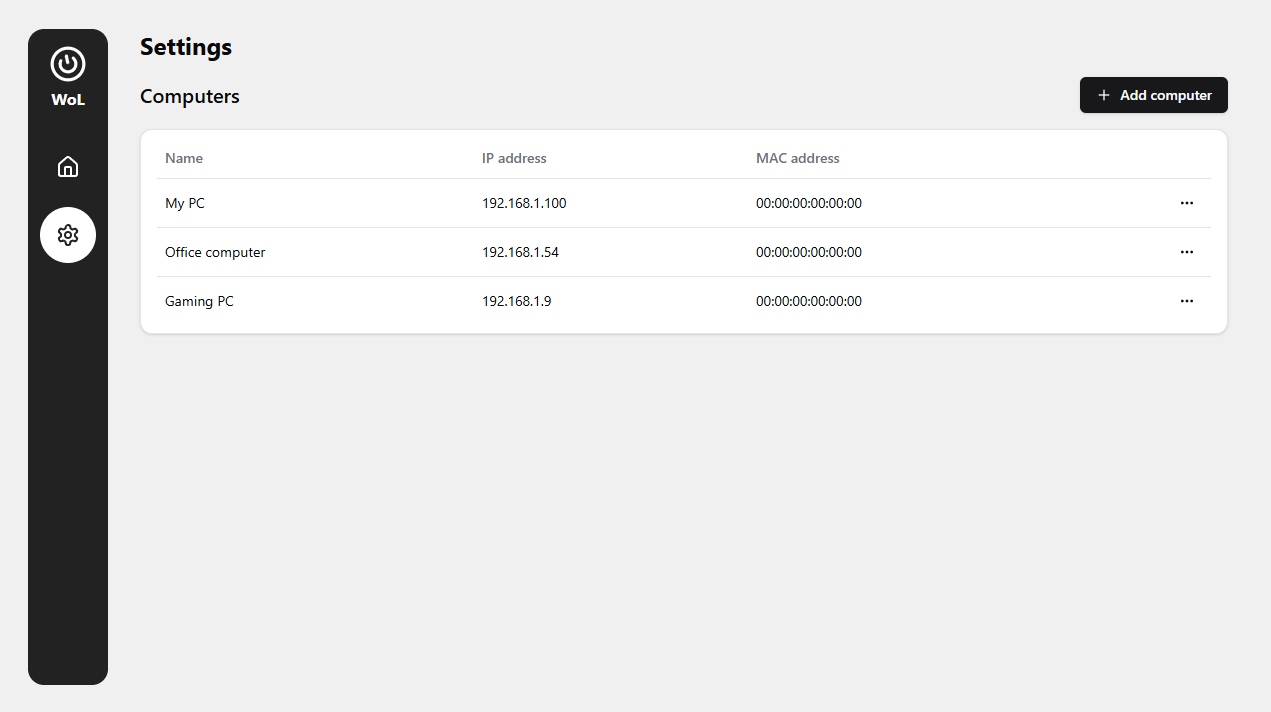 WoL
Settings
Computers
Add computer
Name IP address MAC address
My PC 192.168.1.100 00:00:00:00:00:00
Office computer 192.168.1.54 00:00:00:00:00:00
Gaming PC 192.168.1.9 00:00:00:00:00:00